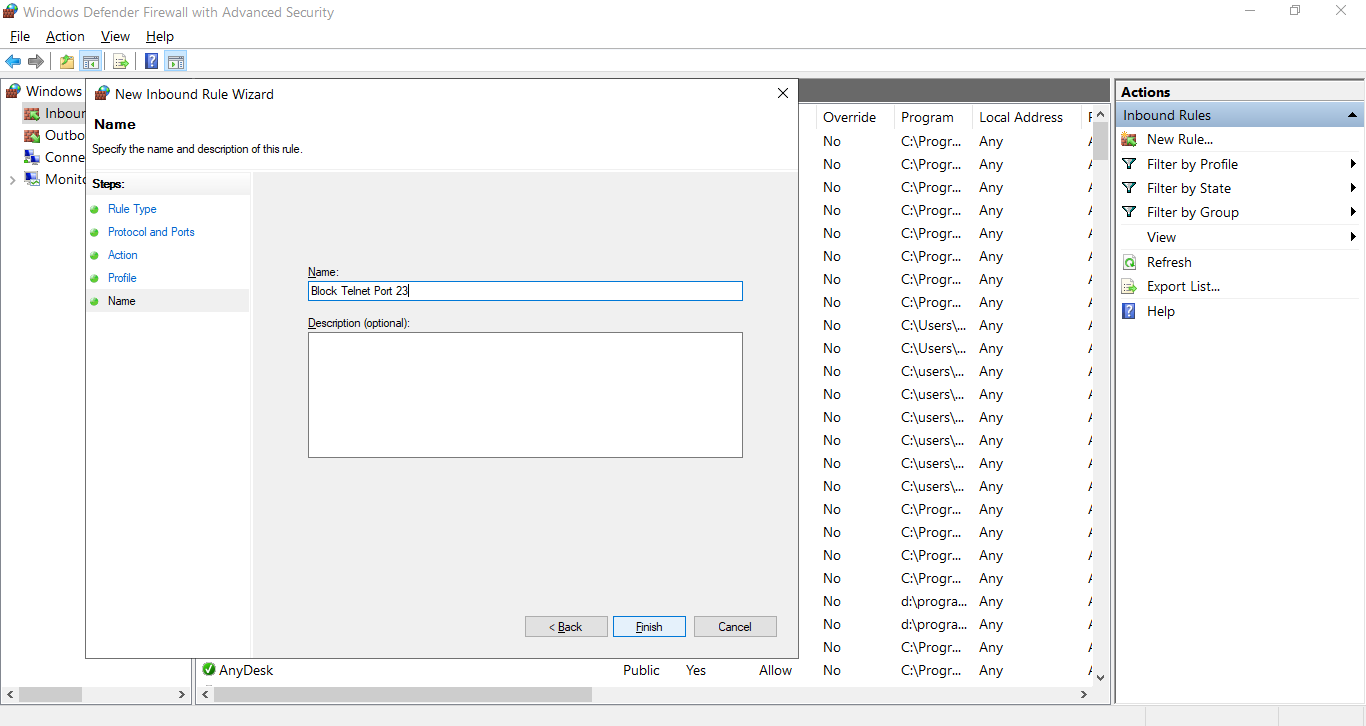 Windows Defender Firewall with Advanced Security
File Action View Help
Windows
Inbour
Outbo
Conne
Monito
New Inbound Rule Wizard
Name
Specify the name and description of this rule.
Steps:
Rule Type
Protocol and Ports
Action
Profile
Name
Name:
Block Telnet Port 23
Description (optional):
< Back Finish Cancel
Override Program Local Address
No C:\Progr... Any
No C:\Progr... Any
No C:\Progr... Any
No C:\Progr... Any
No C:\Progr... Any
No C:\Progr... Any
No C:\Progr... Any
No C:\Progr... Any
No C:\Users\... Any
No C:\Users\... Any
No C:\users\... Any
No C:\users\... Any
No C:\users\... Any
No C:\users\... Any
No C:\users\... Any
No C:\users\... Any
No C:\Progr... Any
No C:\Progr... Any
No C:\Progr... Any
No C:\Progr... Any
No d:\progra... Any
No d:\progra... Any
No C:\Progr... Any
AnyDesk Public Yes Allow No C:\Progr... Any
Actions
Inbound Rules
New Rule...
Filter by Profile
Filter by State
Filter by Group
View
Refresh
Export List...
Help